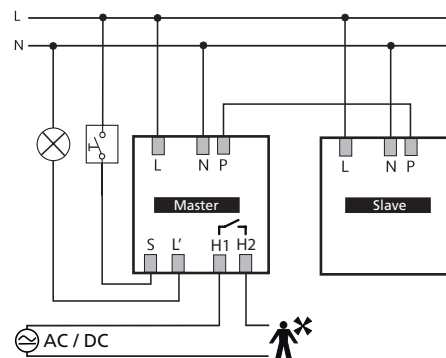 L
N
L N P
L N P
Master
Slave
S L' H1 H2
AC / DC